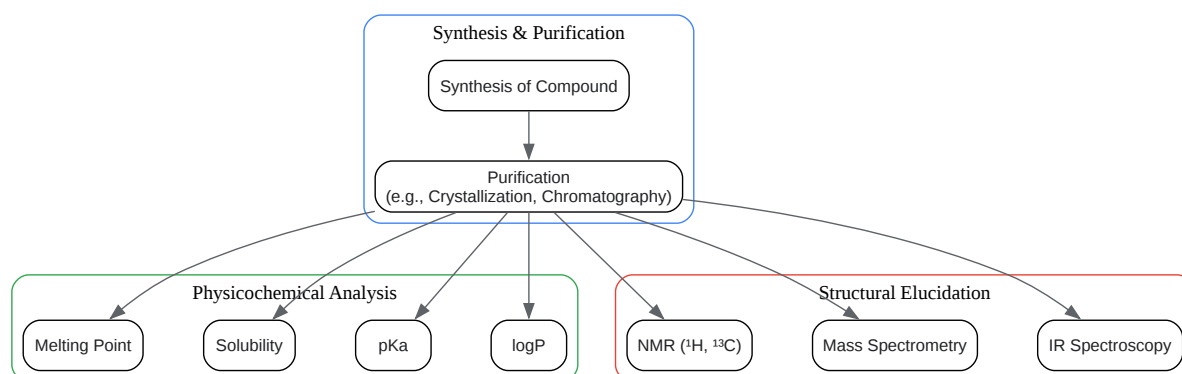 Synthesis & Purification
Synthesis of Compound
Purification
(e.g., Crystallization, Chromatography)
Physicochemical Analysis
Structural Elucidation
Melting Point
Solubility
pKa
logP
NMR (¹H, ¹³C)
Mass Spectrometry
IR Spectroscopy